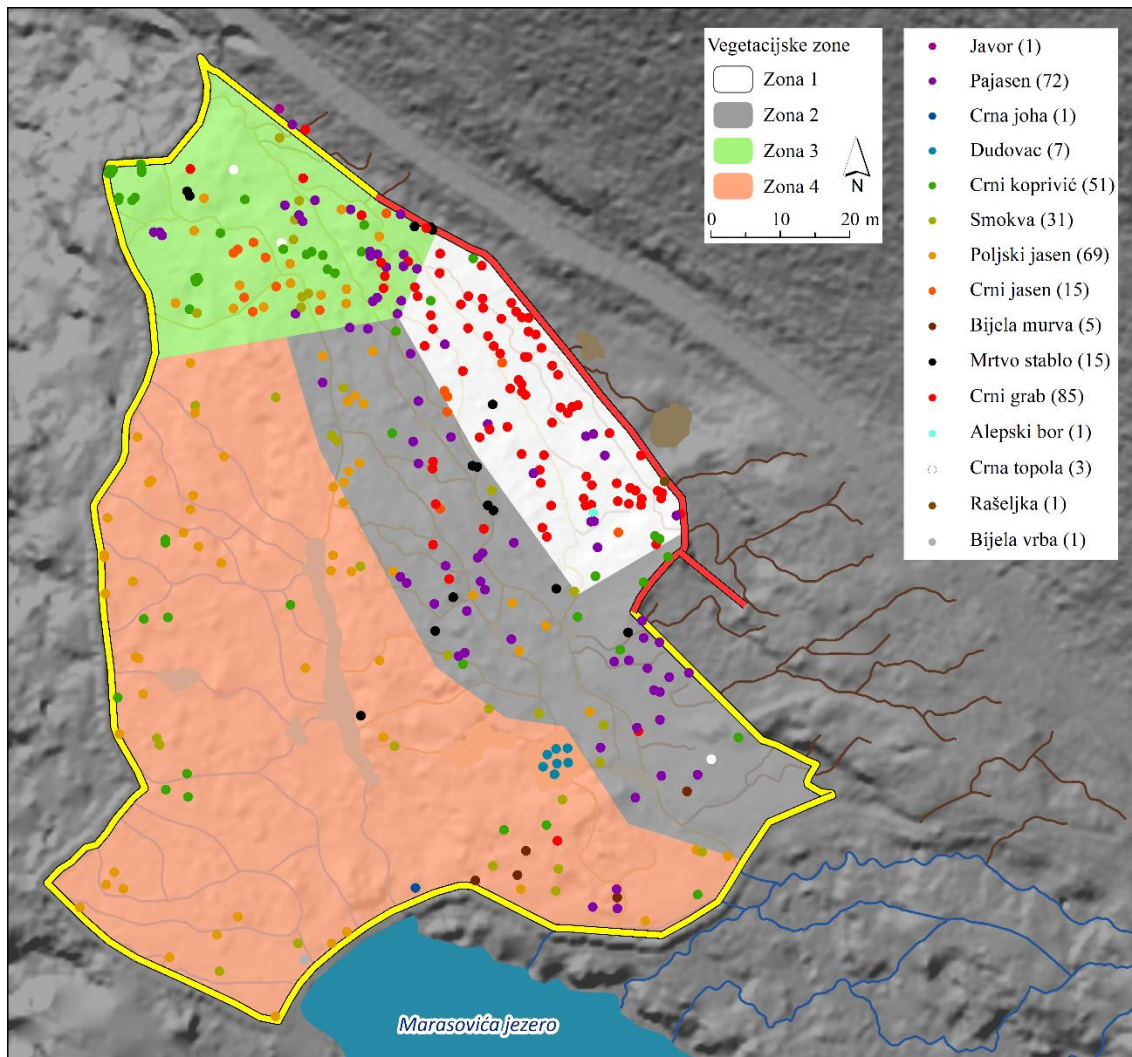 Vegetacijske zone
Zona 1
Zona 2
Zona 3
Zona 4
N
0 10 20 m
Javor (1)
Pajasen (72)
Crna joha (1)
Dudovac (7)
Crni koprivić (51)
Smokva (31)
Poljski jasen (69)
Crni jasen (15)
Bijela murva (5)
Mrtvo stablo (15)
Crni grab (85)
Alepski bor (1)
Crna topola (3)
Rašeljka (1)
Bijela vrba (1)
Marasovića jezero